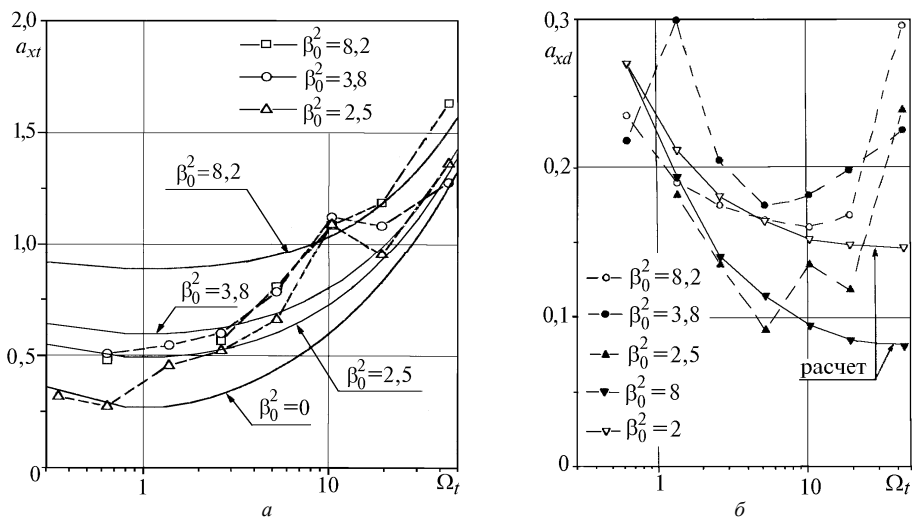 2,0
a_xt
1,5
1,0
0,5
0
1
10
Ω_t
β₀²=8,2
β₀²=3,8
β₀²=2,5
β₀²=8,2
β₀²=3,8
β₀²=2,5
β₀²=0
а
0,3
a_xd
0,2
0,1
0
1
10
Ω_t
β₀²=8,2
β₀²=3,8
β₀²=2,5
β₀²=8
β₀²=2
расчет
б